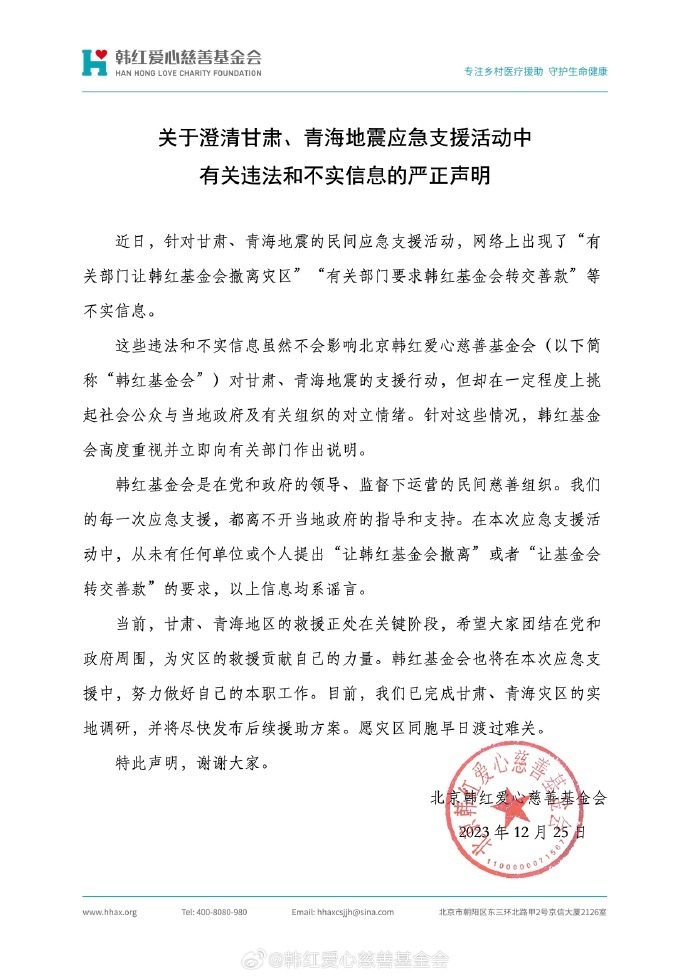 韩红爱心慈善基金会
HAN HONG LOVE CHARITY FOUNDATION
专注乡村医疗援助 守护生命健康
关于澄清甘肃、青海地震应急支援活动中
有关违法和不实信息的严正声明
近日，针对甘肃、青海地震的民间应急支援活动，网络上出现了“有
关部门让韩红基金会撤离灾区”“有关部门要求韩红基金会转交善款”等
不实信息。
这些违法和不实信息虽然不会影响北京韩红爱心慈善基金会（以下简
称“韩红基金会”）对甘肃、青海地震的支援行动，但却在一定程度上挑
起社会公众与当地政府及有关组织的对立情绪。针对这些情况，韩红基金
会高度重视并立即向有关部门作出说明。
韩红基金会是在党和政府的领导、监督下运营的民间慈善组织。我们
的每一次应急支援，都离不开当地政府的指导和支持。在本次应急支援活
动中，从未有任何单位或个人提出“让韩红基金会撤离”或者“让基金会
转交善款”的要求，以上信息均系谣言。
当前，甘肃、青海地区的救援正处在关键阶段，希望大家团结在党和
政府周围，为灾区的救援贡献自己的力量。韩红基金会也将在本次应急支
援中，努力做好自己的本职工作。目前，我们已完成甘肃、青海灾区的实
地调研，并将尽快发布后续援助方案。愿灾区同胞早日渡过难关。
特此声明，谢谢大家。
北京韩红爱心慈善基金会
2023 年 12 月 25 日
北京韩红爱心慈善基金会
www.hhax.org
Tel: 400-8080-980
Email: hhaxcsjjh@sina.com
北京市朝阳区东三环北路甲2号京信大厦2126室
@韩红爱心慈善基金会